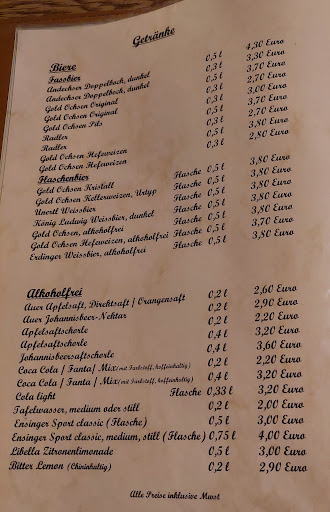 Getränke
Biere
Fassbier
Andechser Doppelbock, dunkel 0,5 l 4,30 Euro
Andechser Doppelbock, dunkel 0,3 l 3,30 Euro
Gold Ochsen Original 0,5 l 3,70 Euro
Gold Ochsen Original 0,3 l 2,70 Euro
Gold Ochsen Pils 0,3 l 3,00 Euro
Radler 0,5 l 3,70 Euro
Radler 0,3 l 2,70 Euro
Gold Ochsen Hefeweizen 0,5 l 3,80 Euro
Gold Ochsen Hefeweizen 0,3 l 2,80 Euro
Flaschenbier
Gold Ochsen Kristall Flasche 0,5 l 3,80 Euro
Gold Ochsen Kellerweizen, Urtyp Flasche 0,5 l 3,80 Euro
Unertl Weissbier Flasche 0,5 l 3,80 Euro
König Ludwig Weissbier, dunkel Flasche 0,5 l 3,80 Euro
Gold Ochsen, alkoholfrei Flasche 0,5 l 3,80 Euro
Gold Ochsen Hefeweizen, alkoholfrei Flasche 0,5 l 3,70 Euro
Erdinger Weissbier, alkoholfrei Flasche 0,5 l 3,80 Euro
Alkoholfrei
Auer Apfelsaft, Direktsaft / Orangensaft 0,2 l 2,60 Euro
Auer Johannisbeer-Nektar 0,2 l 2,90 Euro
Apfelsaftschorle 0,2 l 2,20 Euro
Apfelsaftschorle 0,4 l 3,20 Euro
Johannisbeersaftschorle 0,4 l 3,60 Euro
Coca Cola / Fanta / Mix (mit Farbstoff, koffeinhaltig) 0,2 l 2,20 Euro
Coca Cola / Fanta / Mix (mit Farbstoff, koffeinhaltig) 0,4 l 3,20 Euro
Cola light Flasche 0,33 l 3,20 Euro
Tafelwasser, medium oder still 0,2 l 2,00 Euro
Ensinger Sport classic (Flasche) 0,5 l 3,00 Euro
Ensinger Sport classic, medium, still (Flasche) 0,75 l 4,00 Euro
Libella Zitronenlimonade 0,5 l 3,00 Euro
Bitter Lemon (Chininhaltig) 0,2 l 2,90 Euro
Alle Preise inklusive Mwst